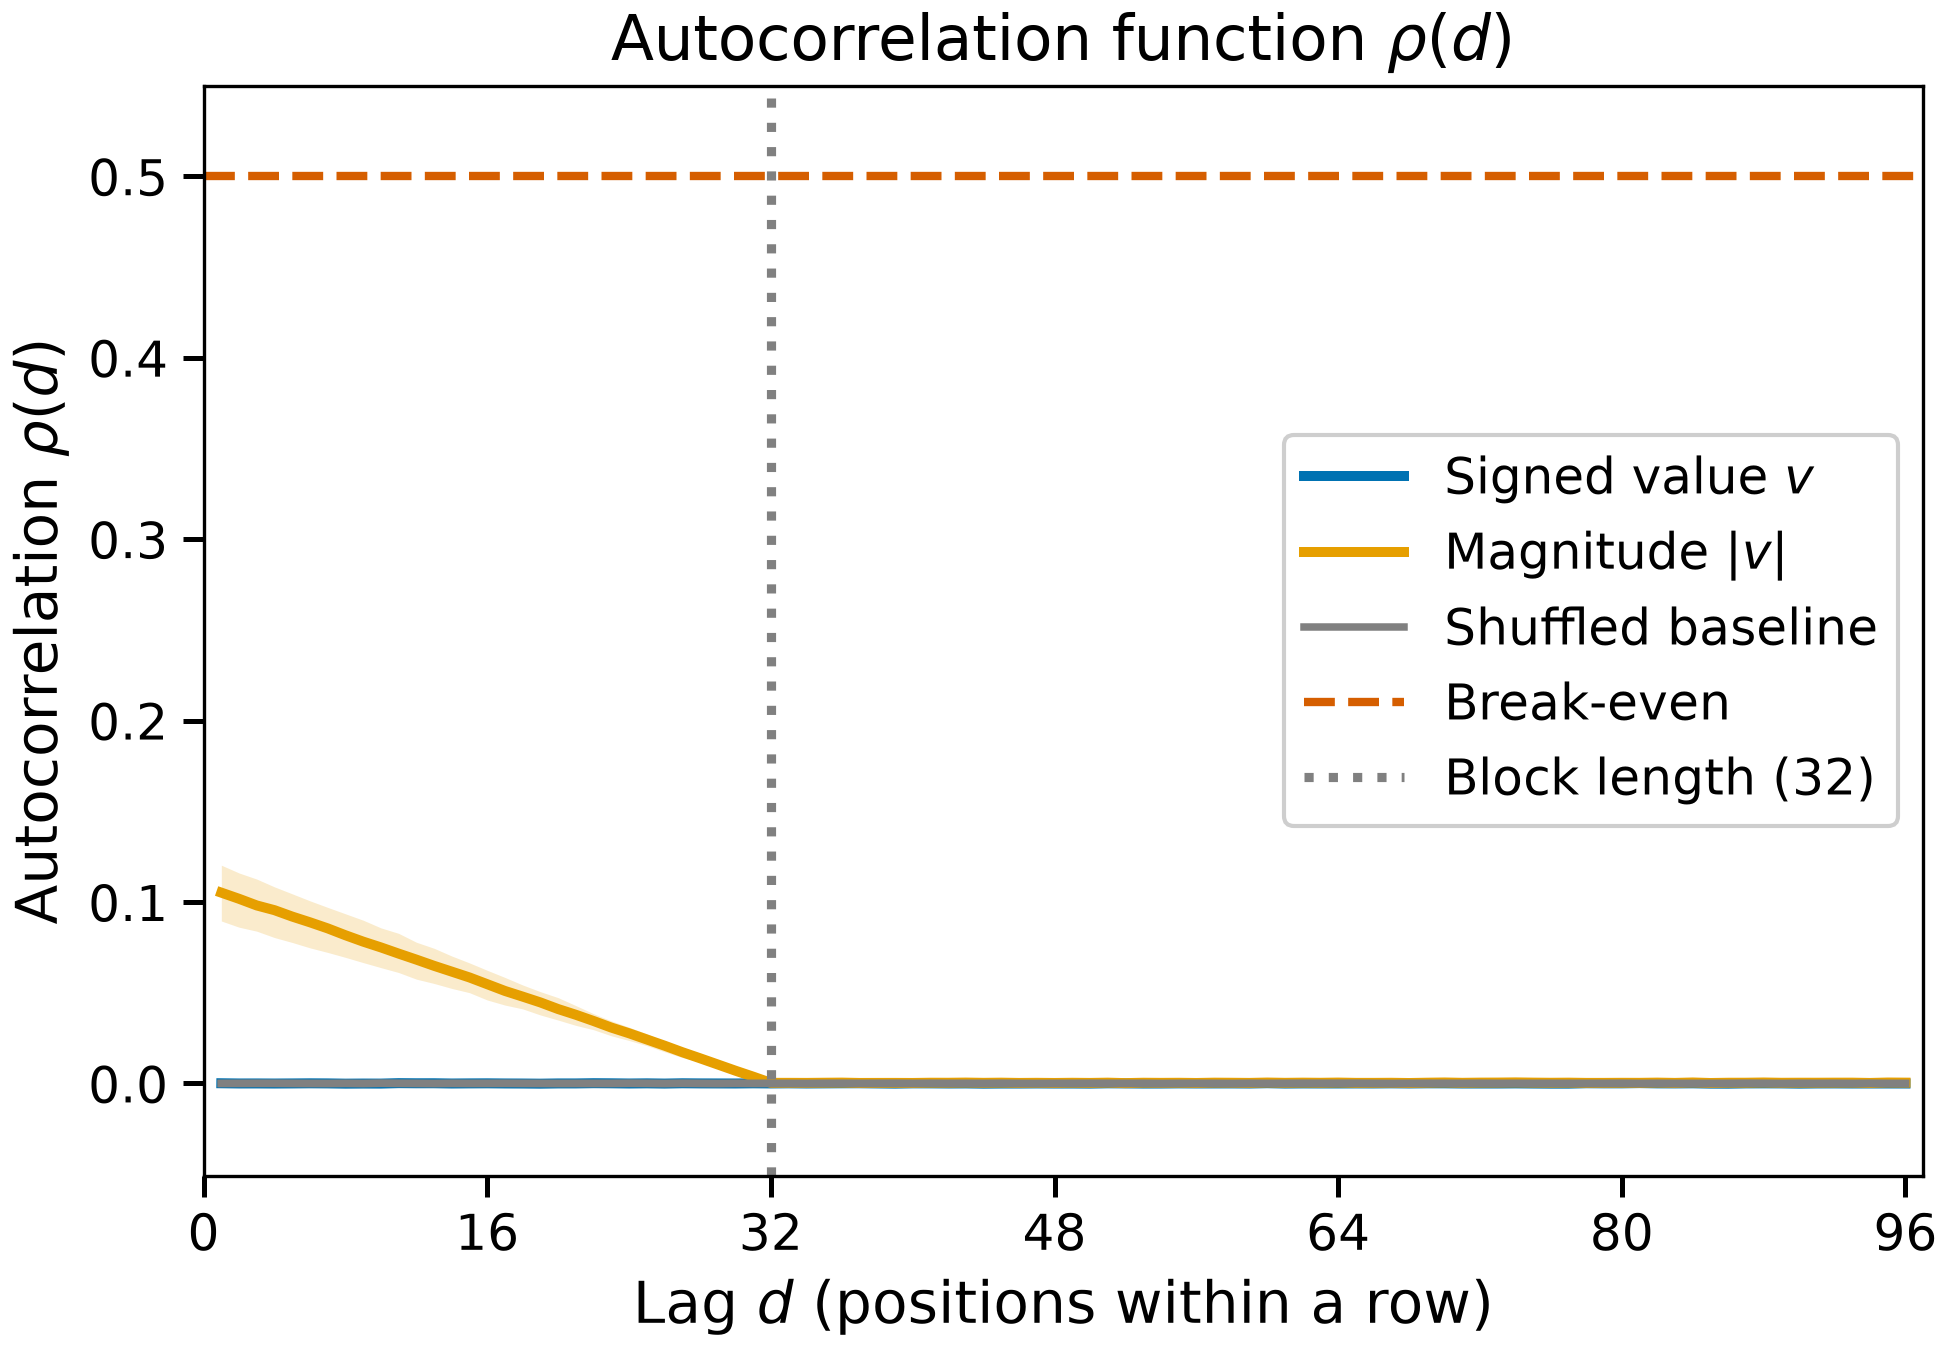 Autocorrelation function ρ(d)
Autocorrelation ρ(d)
0.5
0.4
0.3
0.2
0.1
0.0
Signed value v
Magnitude |v|
Shuffled baseline
Break-even
Block length (32)
0 16 32 48 64 80 96
Lag d (positions within a row)